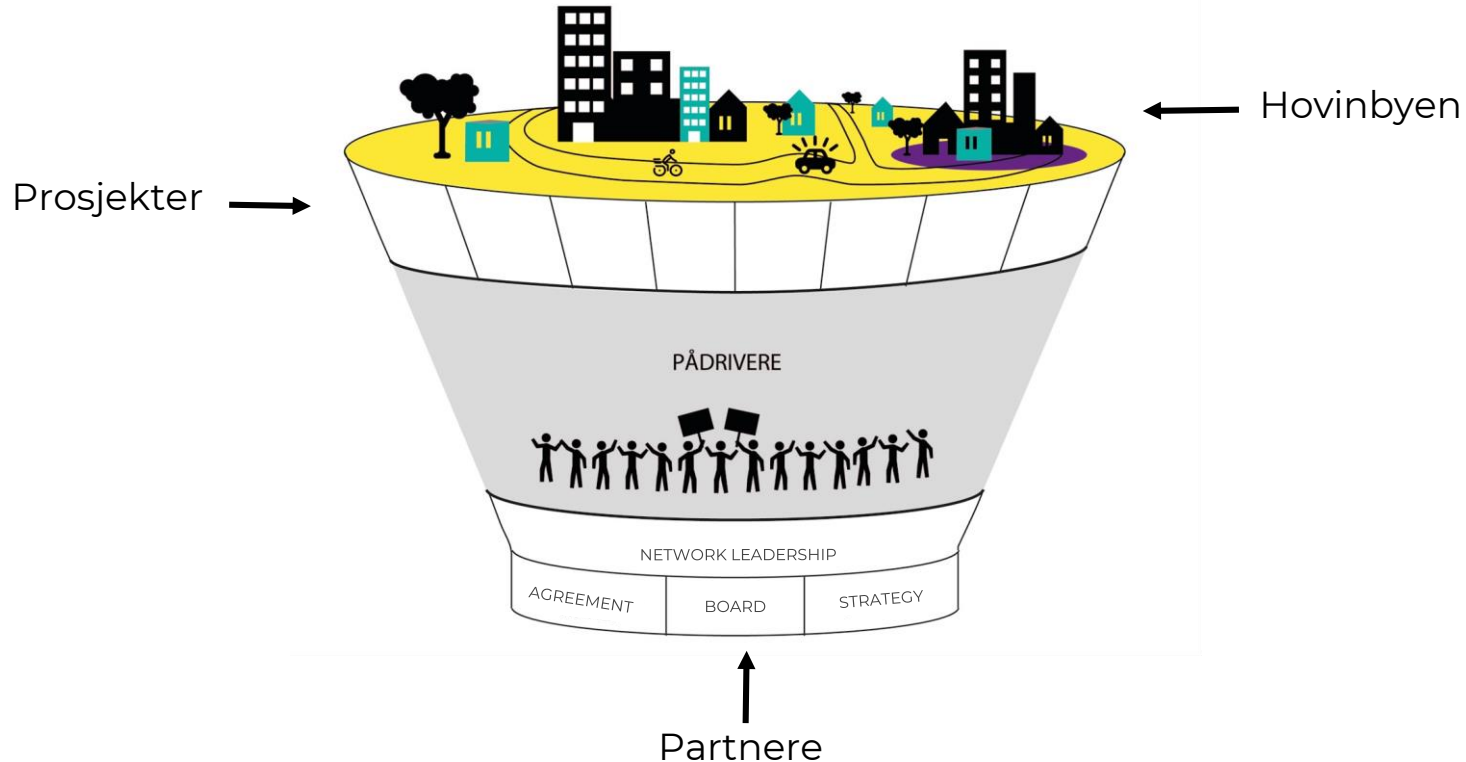 Hovinbyen
Prosjekter
PÅDRIVERE
NETWORK LEADERSHIP
AGREEMENT
BOARD
STRATEGY
Partnere